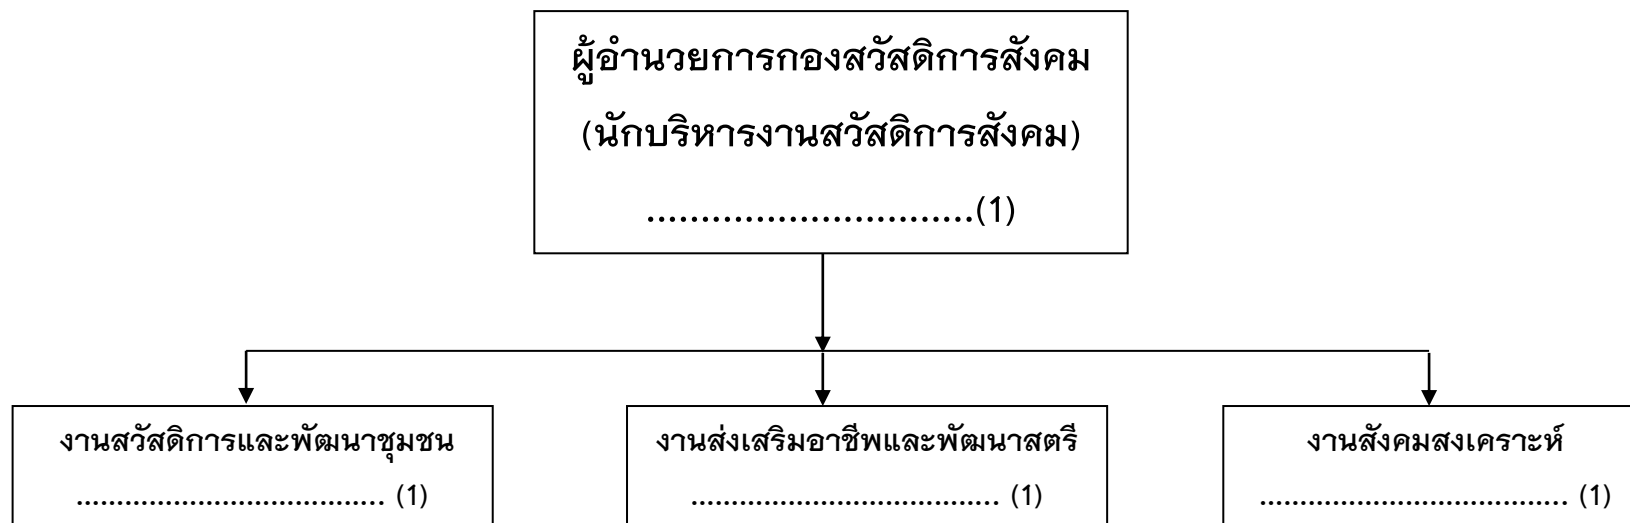 ผู้อำนวยการกองสวัสดิการสังคม
(นักบริหารงานสวัสดิการสังคม)
..............................(1)
งานสวัสดิการและพัฒนาชุมชน
...................................... (1)
งานส่งเสริมอาชีพและพัฒนาสตรี
...................................... (1)
งานสังคมสงเคราะห์
...................................... (1)